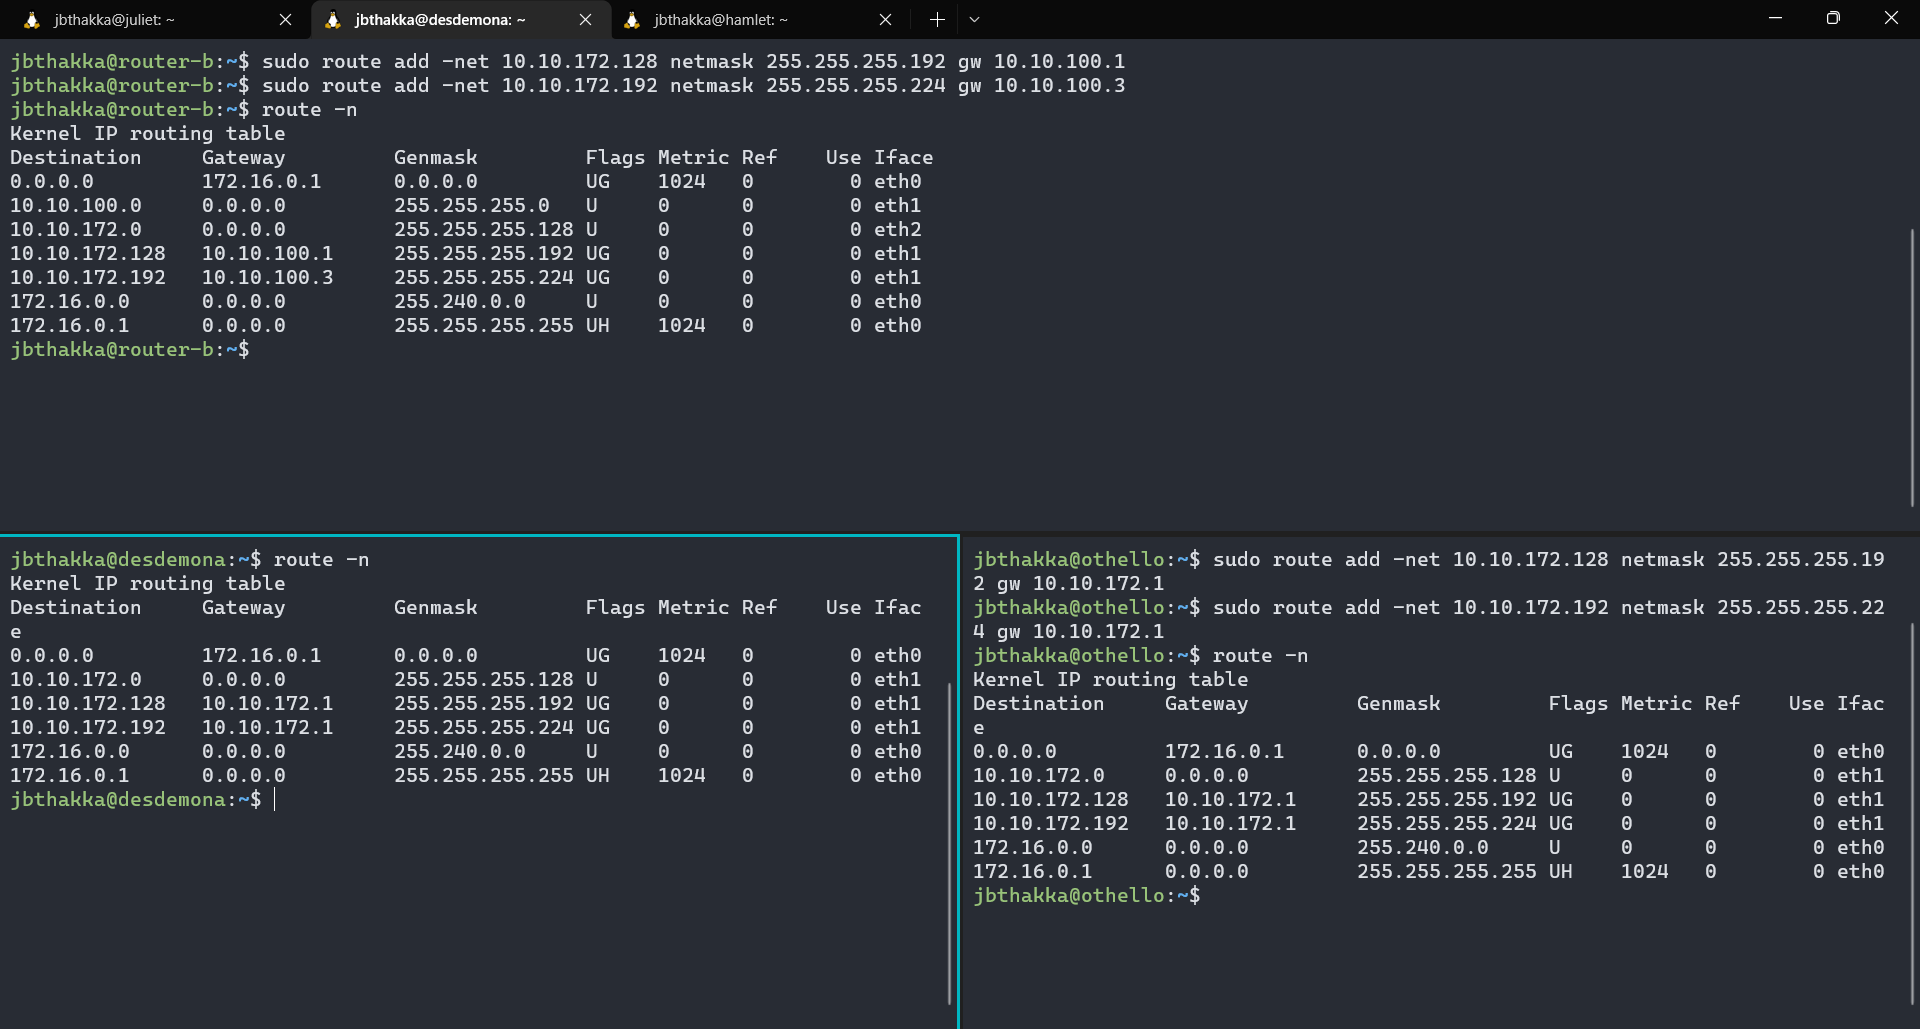 jbthakka@juliet: ~ jbthakka@desdemona: ~ jbthakka@hamlet: ~
jbthakka@router-b:~$ sudo route add -net 10.10.172.128 netmask 255.255.255.192 gw 10.10.100.1
jbthakka@router-b:~$ sudo route add -net 10.10.172.192 netmask 255.255.255.224 gw 10.10.100.3
jbthakka@router-b:~$ route -n
Kernel IP routing table
Destination     Gateway         Genmask         Flags Metric Ref    Use Iface
0.0.0.0         172.16.0.1      0.0.0.0         UG    1024   0        0 eth0
10.10.100.0     0.0.0.0         255.255.255.0   U     0      0        0 eth1
10.10.172.0     0.0.0.0         255.255.255.128 U     0      0        0 eth2
10.10.172.128   10.10.100.1     255.255.255.192 UG    0      0        0 eth1
10.10.172.192   10.10.100.3     255.255.255.224 UG    0      0        0 eth1
172.16.0.0      0.0.0.0         255.240.0.0     U     0      0        0 eth0
172.16.0.1      0.0.0.0         255.255.255.255 UH    1024   0        0 eth0
jbthakka@router-b:~$
jbthakka@desdemona:~$ route -n
Kernel IP routing table
Destination     Gateway         Genmask         Flags Metric Ref    Use Ifac
e
0.0.0.0         172.16.0.1      0.0.0.0         UG    1024   0        0 eth0
10.10.172.0     0.0.0.0         255.255.255.128 U     0      0        0 eth1
10.10.172.128   10.10.172.1     255.255.255.192 UG    0      0        0 eth1
10.10.172.192   10.10.172.1     255.255.255.224 UG    0      0        0 eth1
172.16.0.0      0.0.0.0         255.240.0.0     U     0      0        0 eth0
172.16.0.1      0.0.0.0         255.255.255.255 UH    1024   0        0 eth0
jbthakka@desdemona:~$
jbthakka@othello:~$ sudo route add -net 10.10.172.128 netmask 255.255.255.19
2 gw 10.10.172.1
jbthakka@othello:~$ sudo route add -net 10.10.172.192 netmask 255.255.255.22
4 gw 10.10.172.1
jbthakka@othello:~$ route -n
Kernel IP routing table
Destination     Gateway         Genmask         Flags Metric Ref    Use Ifac
e
0.0.0.0         172.16.0.1      0.0.0.0         UG    1024   0        0 eth0
10.10.172.0     0.0.0.0         255.255.255.128 U     0      0        0 eth1
10.10.172.128   10.10.172.1     255.255.255.192 UG    0      0        0 eth1
10.10.172.192   10.10.172.1     255.255.255.224 UG    0      0        0 eth1
172.16.0.0      0.0.0.0         255.240.0.0     U     0      0        0 eth0
172.16.0.1      0.0.0.0         255.255.255.255 UH    1024   0        0 eth0
jbthakka@othello:~$